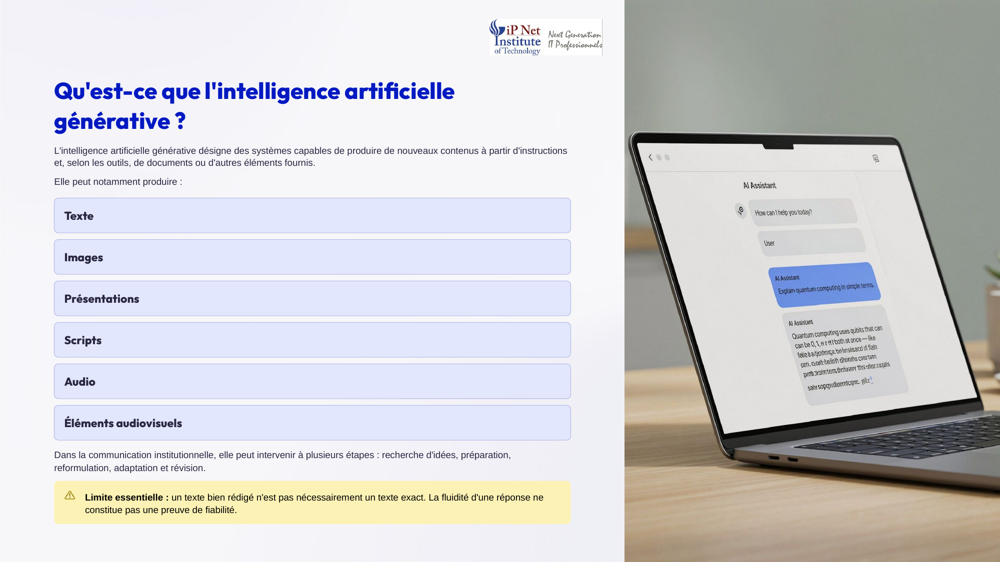 iP Net
Institute
of Technology
Next Generation
IT Professionnels
Qu'est-ce que l'intelligence artificielle
générative ?
L'intelligence artificielle générative désigne des systèmes capables de produire de nouveaux contenus à partir d'instructions
et, selon les outils, de documents ou d'autres éléments fournis.
Elle peut notamment produire :
Texte
Images
Présentations
Scripts
Audio
Éléments audiovisuels
Dans la communication institutionnelle, elle peut intervenir à plusieurs étapes : recherche d'idées, préparation,
reformulation, adaptation et révision.
Limite essentielle : un texte bien rédigé n'est pas nécessairement un texte exact. La fluidité d'une réponse ne
constitue pas une preuve de fiabilité.
AI Assistant
How can I help you today?
User
AI Assistant
Explain quantum computing in simple terms.
AI Assistant
Quantum computing uses qubits that can
can be 0, 1, both at once — like